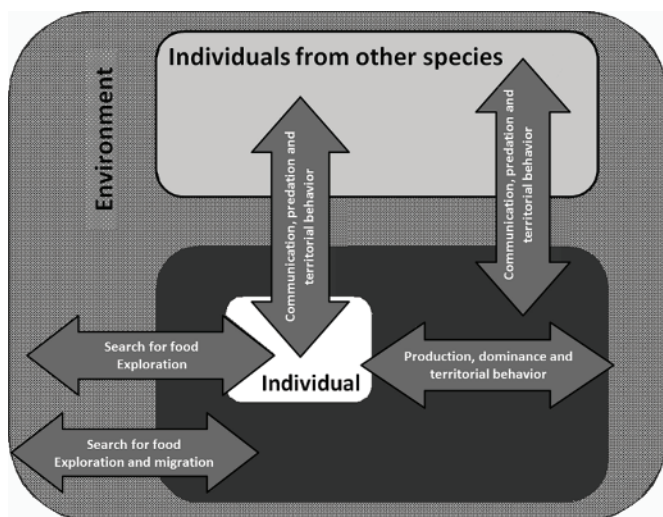 Individuals from other species
Environment
Communication, predation and
territorial behavior
Communication, predation and
territorial behavior
Search for food
Exploration
Individual
Production, dominance and
territorial behavior
Search for food
Exploration and migration